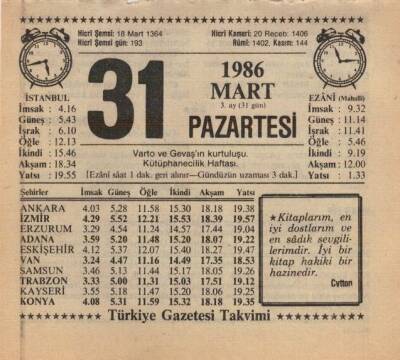 Hicrî Şemsî: 18 Mart 1364
Hicrî Şemsî gün: 193
Hicrî Kamerî: 20 Receb: 1406
Rûmî: 1402, Kasım: 144
31
1986
MART
3. ay (31 gün)
PAZARTESİ
İSTANBUL
İmsak : 4.16
Güneş : 5.43
İşrak : 6.10
Öğle : 12.13
İkindi : 15.46
Akşam : 18.34
Yatsı : 19.55
EZÂNİ (Mahalli)
İmsak : 9.32
Güneş : 11.14
İşrak : 11.41
Öğle : 5.46
İkindi : 9.19
Akşam : 12.00
Yatsı : 1.33
Varto ve Gevaş'ın kurtuluşu.
Kütüphanecilik Haftası.
[Ezânî sâat 1 dak. geri alınır—Gündüzün uzaması 3 dak.]
Şehirler İmsak Güneş Öğle İkindi Akşam Yatsı
ANKARA 4.03 5.28 11.58 15.30 18.18 19.38
İZMİR 4.29 5.52 12.21 15.53 18.39 19.57
ERZURUM 3.29 4.54 11.24 14.57 17.44 19.04
ADANA 3.59 5.20 11.48 15.20 18.07 19.22
ESKİŞEHİR 4.12 5.37 12.07 15.40 18.27 19.47
VAN 3.24 4.47 11.16 14.49 17.35 18.53
SAMSUN 3.46 5.13 11.44 15.17 18.05 19.26
TRABZON 3.33 5.00 11.31 15.03 17.51 19.12
KAYSERİ 3.55 5.18 11.47 15.20 18.06 19.25
KONYA 4.08 5.31 11.59 15.32 18.18 19.35
★Kitaplarım, en
iyi dostlarım ve
en sâdık sevgili-
lerimdir. İyi bir
kitap hakiki bir
hazinedir.
Cytton
Türkiye Gazetesi Takvimi